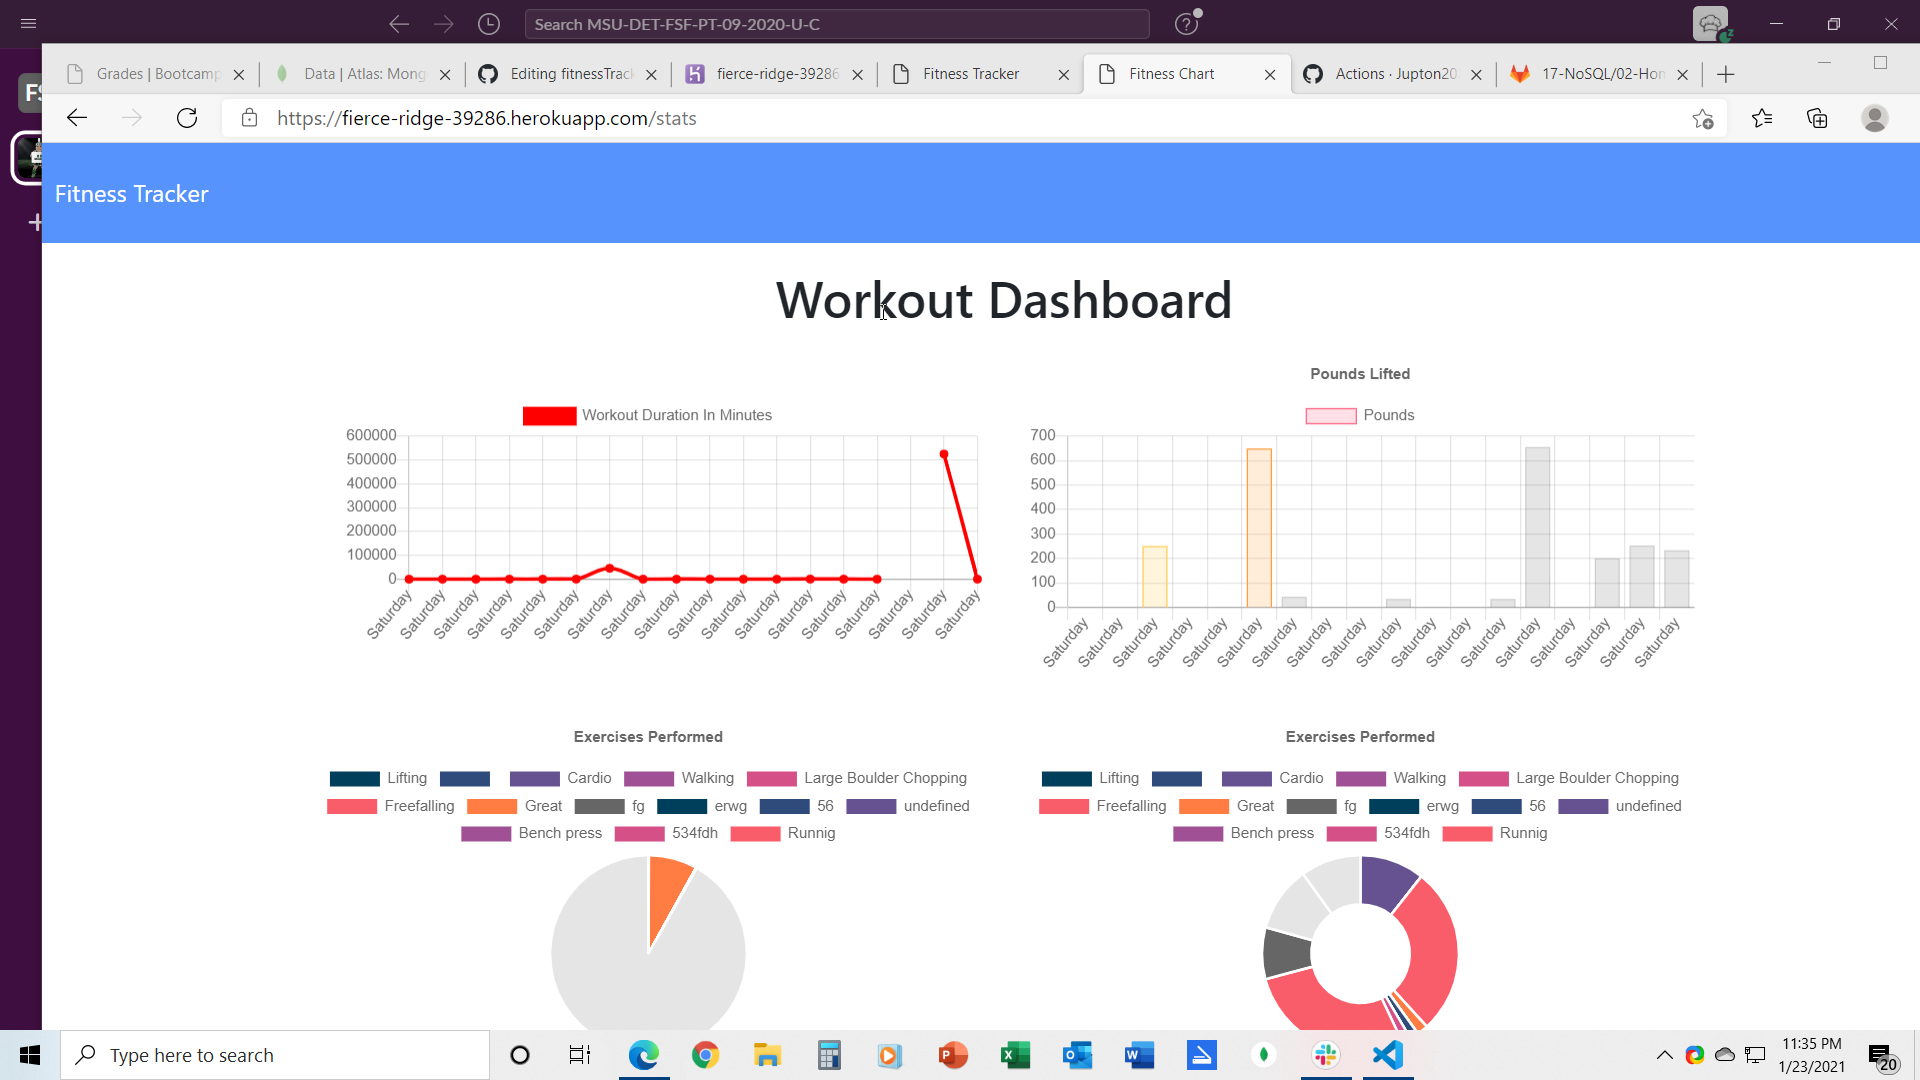 Search MSU-DET-FSF-PT-09-2020-U-C
Grades | Bootcamp
Data | Atlas: Mong
Editing fitnessTrac
fierce-ridge-39286
Fitness Tracker
Fitness Chart
Actions · Jupton20
17-NoSQL/02-Hon
https://fierce-ridge-39286.herokuapp.com/stats
FS
Fitness Tracker
Workout Dashboard
Workout Duration In Minutes
600000
500000
400000
300000
200000
100000
0
Saturday Saturday Saturday Saturday Saturday Saturday Saturday Saturday Saturday Saturday Saturday Saturday Saturday Saturday Saturday Saturday Saturday Saturday
Pounds Lifted
Pounds
700
600
500
400
300
200
100
0
Saturday Saturday Saturday Saturday Saturday Saturday Saturday Saturday Saturday Saturday Saturday Saturday Saturday Saturday Saturday Saturday Saturday Saturday
Exercises Performed
Lifting Cardio Walking Large Boulder Chopping
Freefalling Great fg erwg 56 undefined
Bench press 534fdh Runnig
Exercises Performed
Lifting Cardio Walking Large Boulder Chopping
Freefalling Great fg erwg 56 undefined
Bench press 534fdh Runnig
Type here to search
11:35 PM
1/23/2021
20